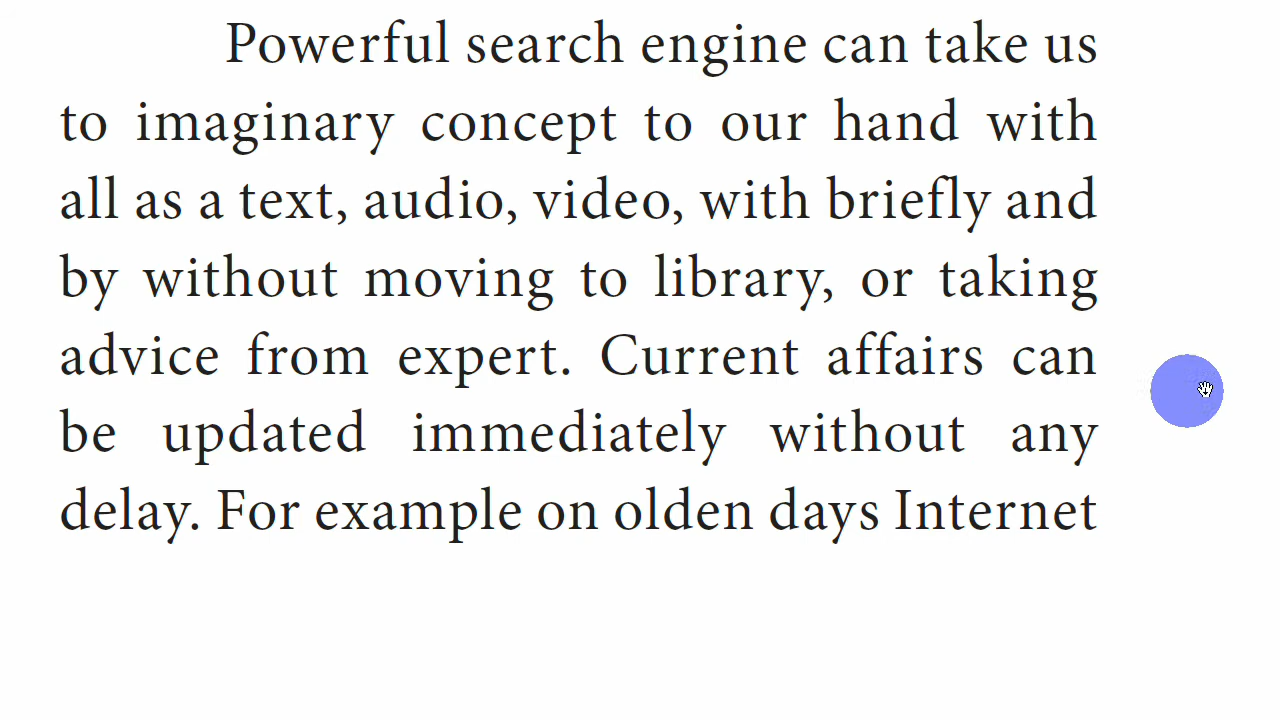 Powerful search engine can take us
to imaginary concept to our hand with
all as a text, audio, video, with briefly and
by without moving to library, or taking
advice from expert. Current affairs can
be updated immediately without any
delay. For example on olden days Internet